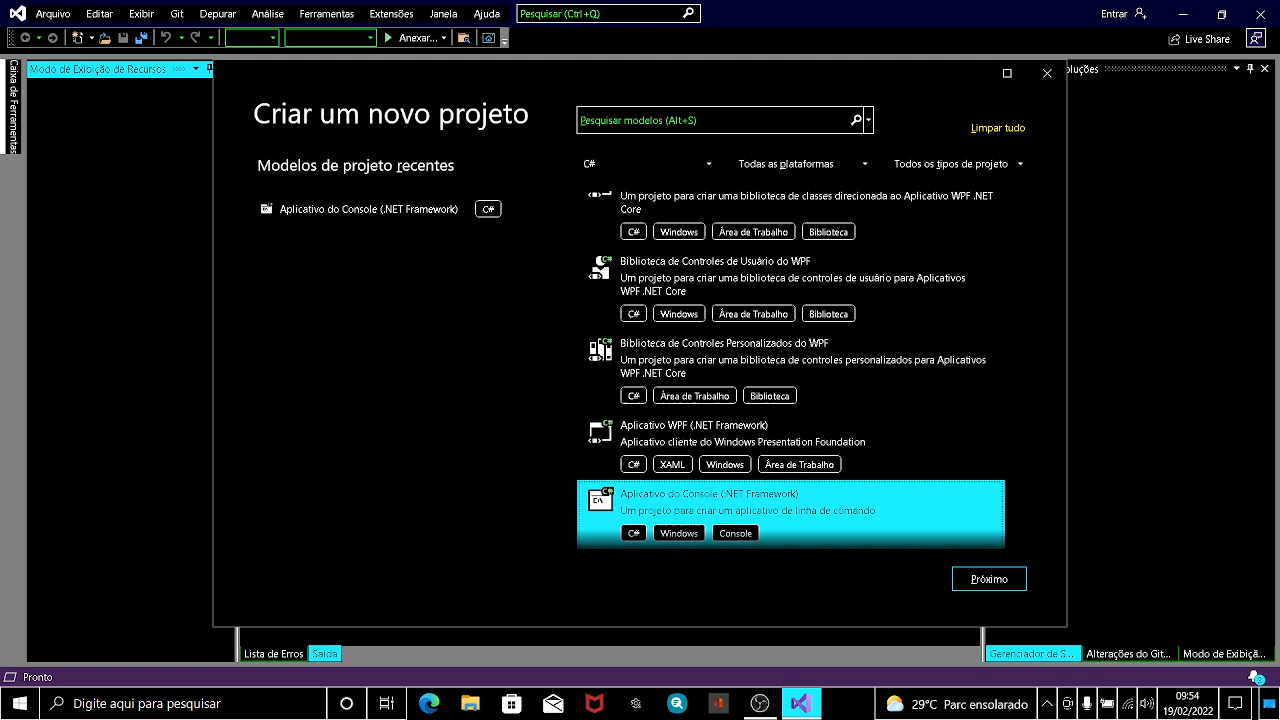 Arquivo Editar Exibir Git Depurar Análise Ferramentas Extensões Janela Ajuda Pesquisar (Ctrl+Q) Entrar
Anexar... Live Share
Caixa de Ferramentas
Modo de Exibição de Recursos
uluções
Criar um novo projeto
Pesquisar modelos (Alt+S)
Limpar tudo
Modelos de projeto recentes
C# Todas as plataformas Todos os tipos de projeto
Aplicativo do Console (.NET Framework) C#
Um projeto para criar uma biblioteca de classes direcionada ao Aplicativo WPF .NET
Core
C# Windows Área de Trabalho Biblioteca
Biblioteca de Controles de Usuário do WPF
Um projeto para criar uma biblioteca de controles de usuário para Aplicativos
WPF .NET Core
C# Windows Área de Trabalho Biblioteca
Biblioteca de Controles Personalizados do WPF
Um projeto para criar uma biblioteca de controles personalizados para Aplicativos
WPF .NET Core
C# Área de Trabalho Biblioteca
Aplicativo WPF (.NET Framework)
Aplicativo cliente do Windows Presentation Foundation
C# XAML Windows Área de Trabalho
Aplicativo do Console (.NET Framework)
Um projeto para criar um aplicativo de linha de comando
C# Windows Console
Próximo
Lista de Erros Saída Gerenciador de S... Alterações do Git... Modo de Exibiçã...
Pronto
Digite aqui para pesquisar 29°C Parc ensolarado 09:54
19/02/2022